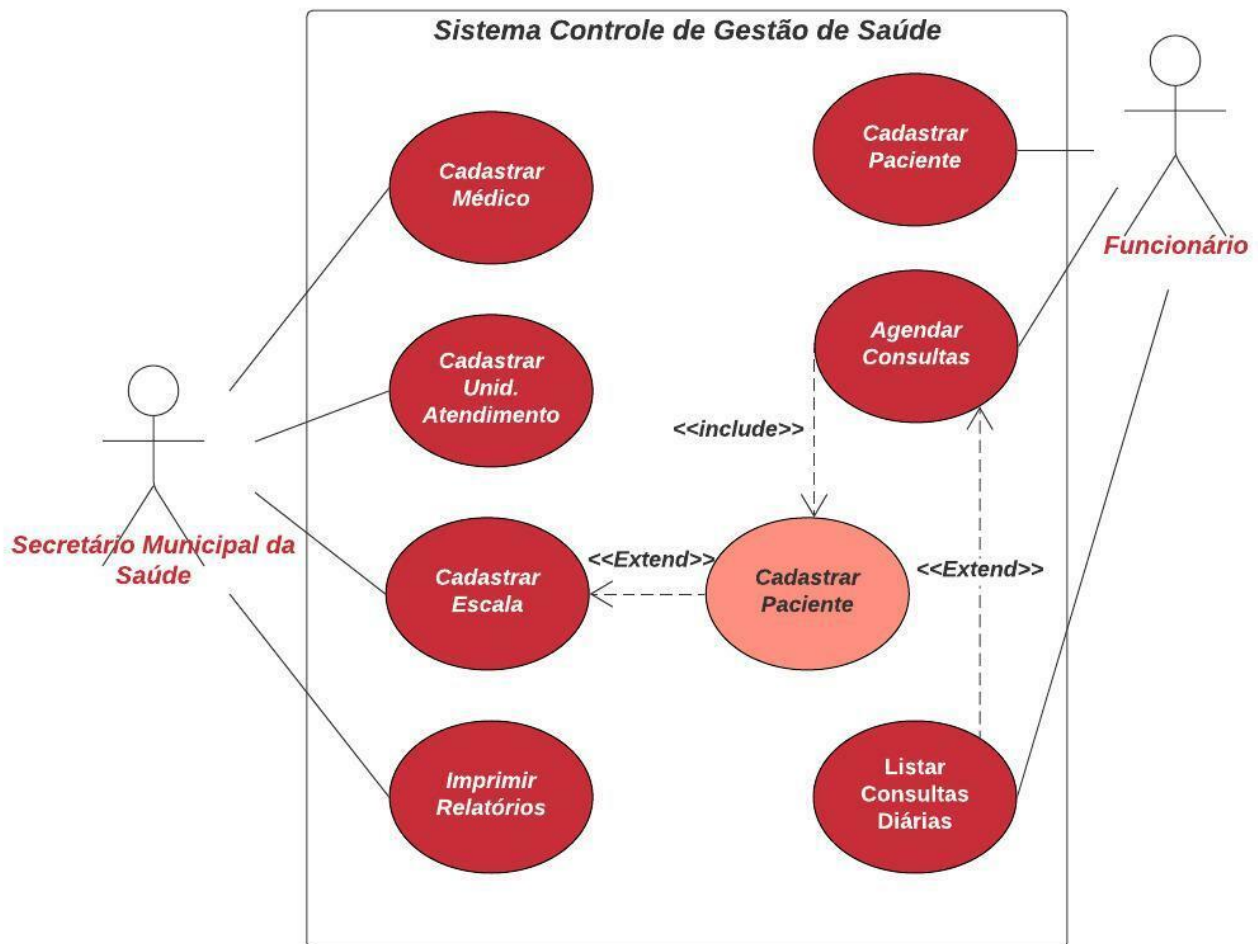 Sistema Controle de Gestão de Saúde
Cadastrar
Médico
Cadastrar
Paciente
Funcionário
Cadastrar
Unid.
Atendimento
Agendar
Consultas
<<include>>
Secretário Municipal da
Saúde
Cadastrar
Escala
<<Extend>>
Cadastrar
Paciente
<<Extend>>
Imprimir
Relatórios
Listar
Consultas
Diárias